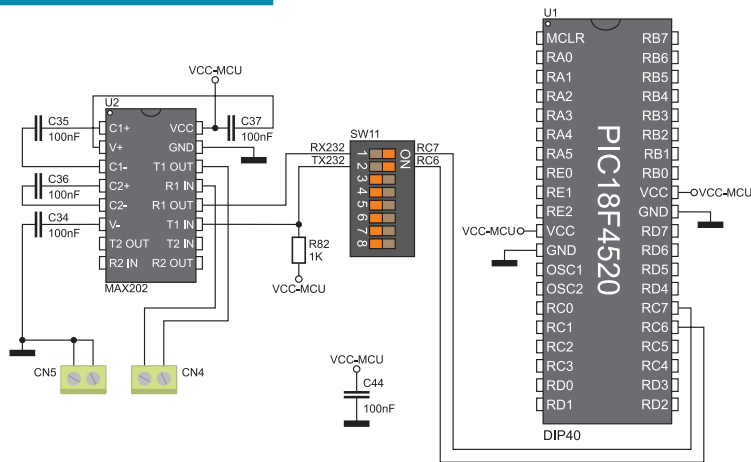 U2
VCC-MCU
C35
100nF
C36
100nF
C34
100nF
C1+
V+
C1-
C2+
C2-
V-
T2 OUT
R2 IN
VCC
GND
T1 OUT
R1 IN
R1 OUT
T1 IN
T2 IN
R2 OUT
MAX202
C37
100nF
R82
1K
VCC-MCU
CN5
CN4
SW11
RX232
TX232
1
2
3
4
5
6
7
8
ON
RC7
RC6
VCC-MCU
C44
100nF
U1
MCLR
RA0
RA1
RA2
RA3
RA4
RA5
RE0
RE1
RE2
VCC
GND
OSC1
OSC2
RC0
RC1
RC2
RC3
RD0
RD1
PIC18F4520
RB7
RB6
RB5
RB4
RB3
RB2
RB1
RB0
VCC
GND
RD7
RD6
RD5
RD4
RC7
RC6
RC5
RC4
RD3
RD2
VCC-MCU
VCC-MCU
DIP40